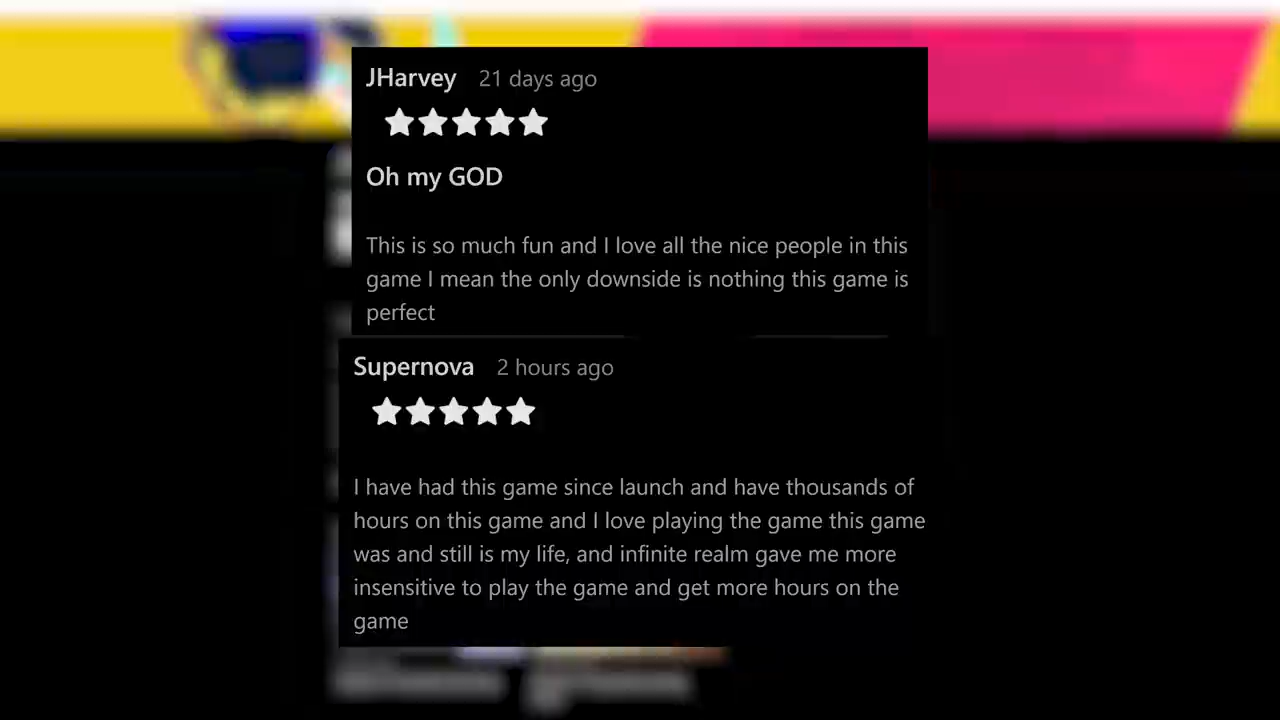 JHarvey 21 days ago
Oh my GOD
This is so much fun and I love all the nice people in this
game I mean the only downside is nothing this game is
perfect
Supernova 2 hours ago
I have had this game since launch and have thousands of
hours on this game and I love playing the game this game
was and still is my life, and infinite realm gave me more
insensitive to play the game and get more hours on the
game